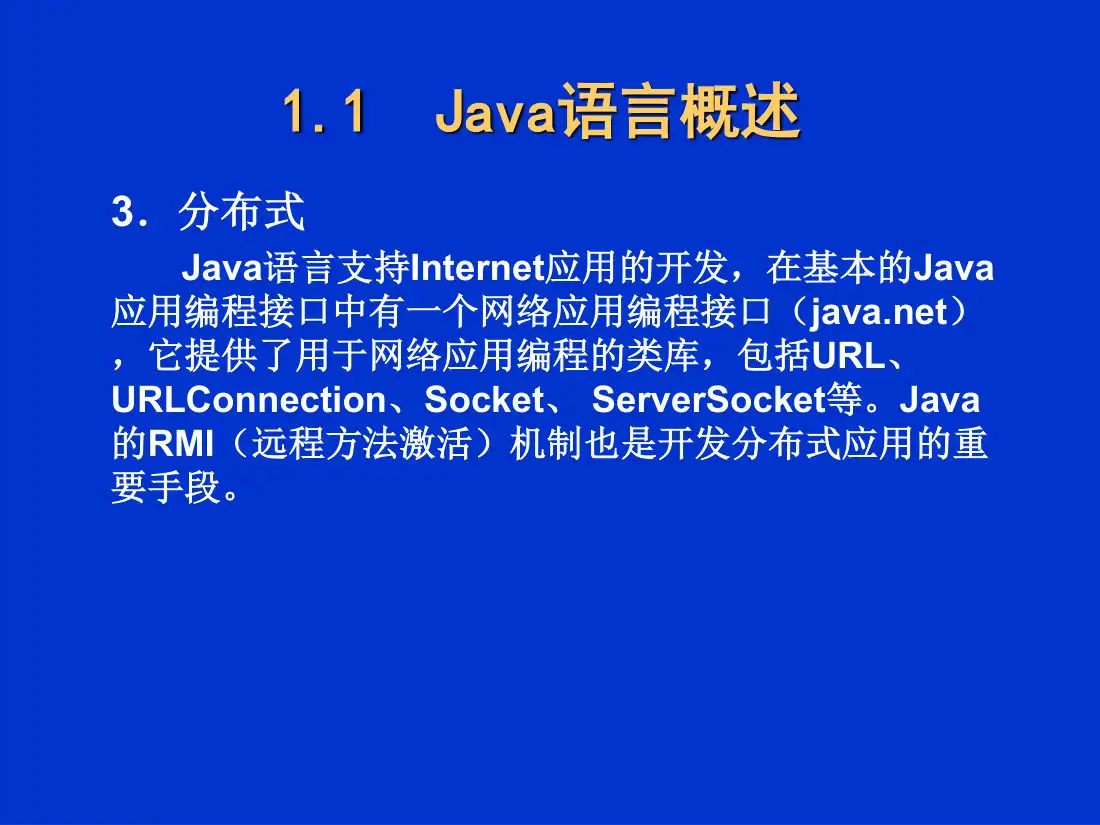 1.1 Java语言概述
3．分布式
Java语言支持Internet应用的开发，在基本的Java
应用编程接口中有一个网络应用编程接口（java.net）
，它提供了用于网络应用编程的类库，包括URL、
URLConnection、Socket、 ServerSocket等。Java
的RMI（远程方法激活）机制也是开发分布式应用的重
要手段。